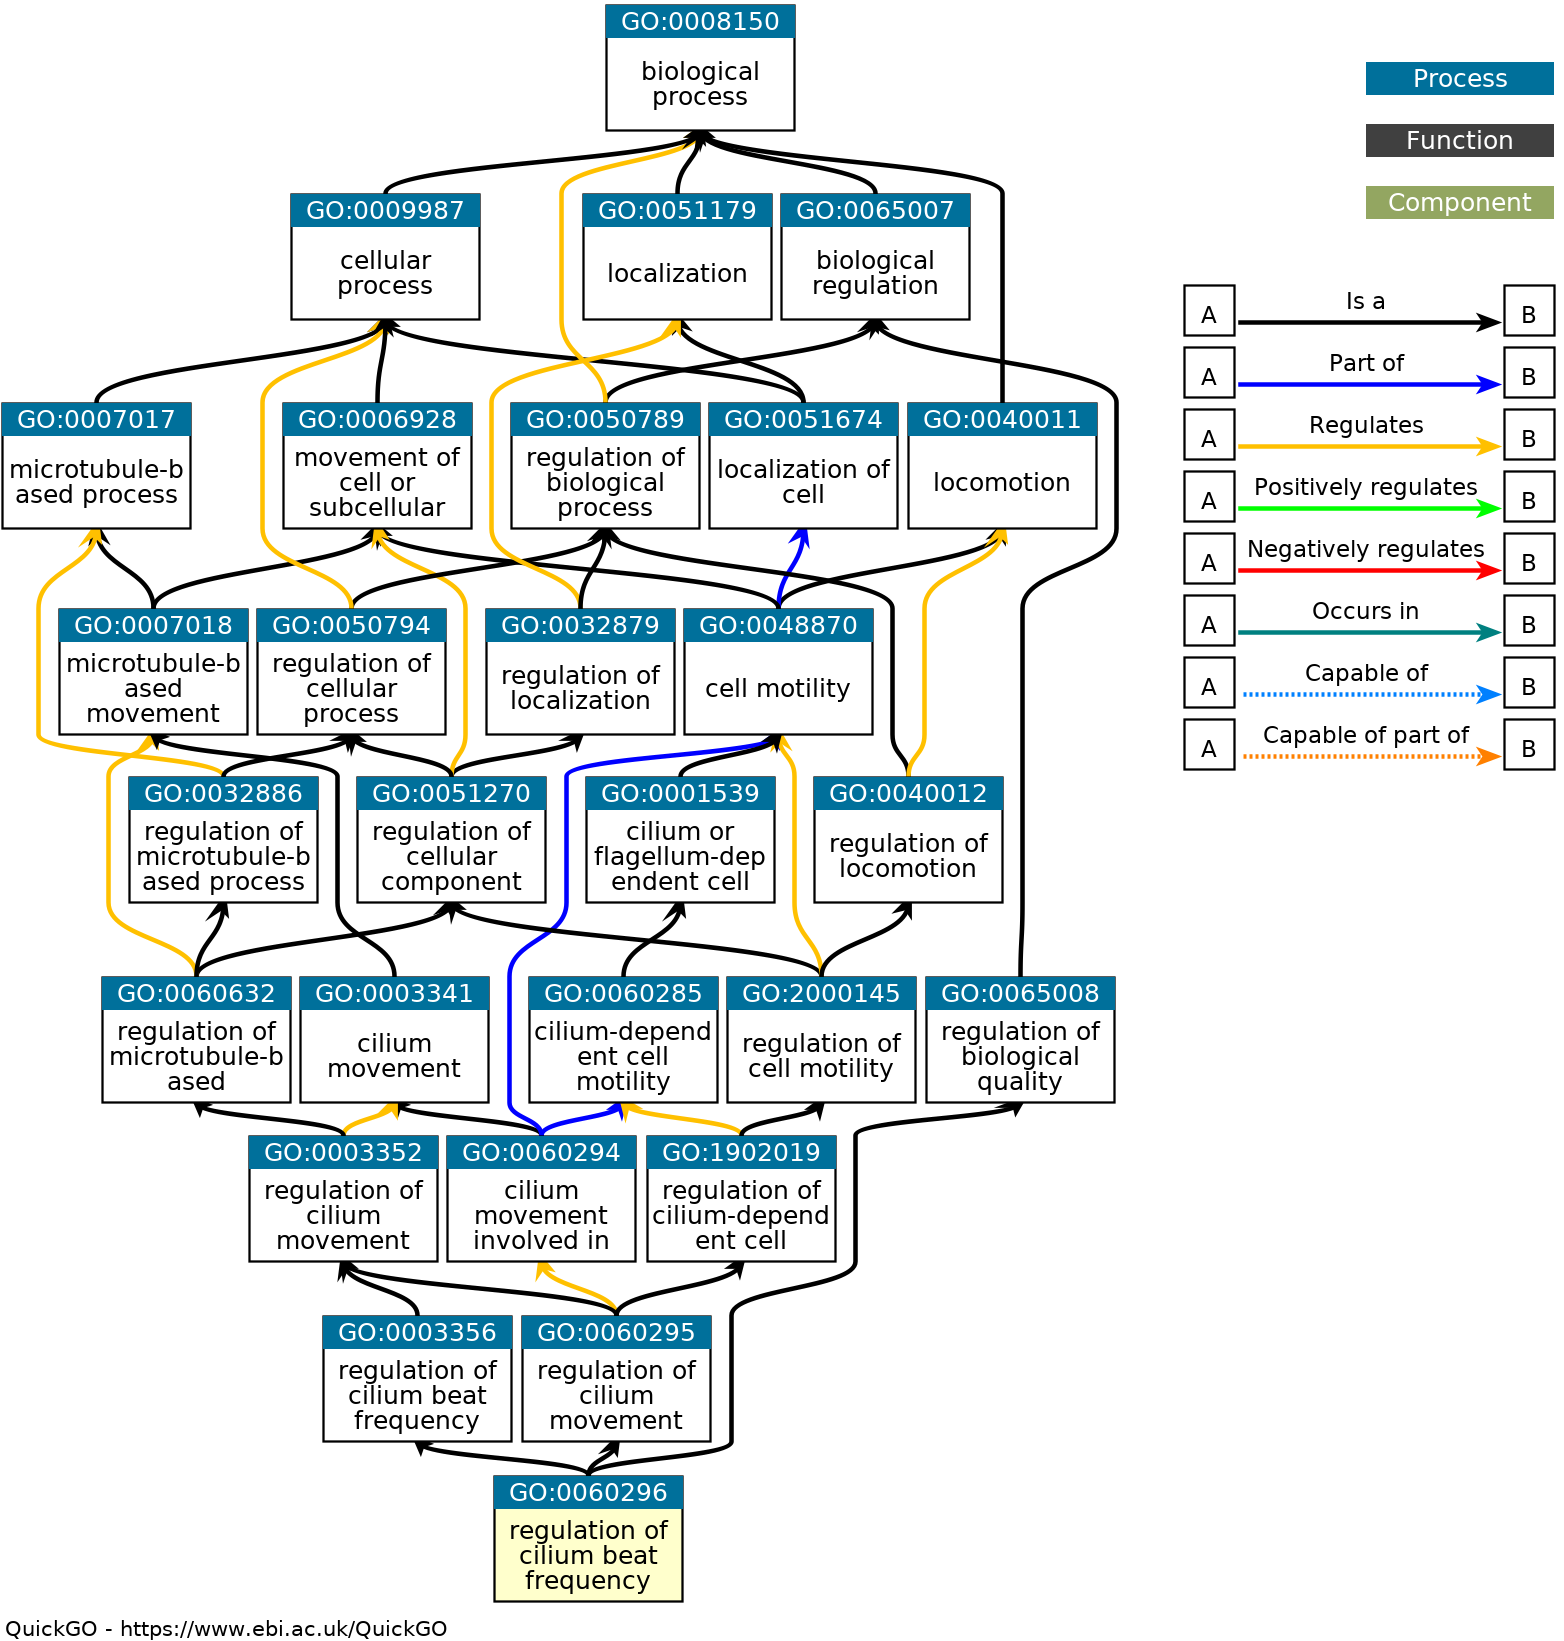 GO:0008150
biological
process
Process
Function
Component
GO:0009987
cellular
process
GO:0051179
localization
GO:0065007
biological
regulation
A
Is a
B
A
Part of
B
A
Regulates
B
A
Positively regulates
B
A
Negatively regulates
B
A
Occurs in
B
A
Capable of
B
A
Capable of part of
B
GO:0007017
microtubule-b
ased process
GO:0006928
movement of
cell or
subcellular
GO:0050789
regulation of
biological
process
GO:0051674
localization of
cell
GO:0040011
locomotion
GO:0007018
microtubule-b
ased
movement
GO:0050794
regulation of
cellular
process
GO:0032879
regulation of
localization
GO:0048870
cell motility
GO:0032886
regulation of
microtubule-b
ased process
GO:0051270
regulation of
cellular
component
GO:0001539
cilium or
flagellum-dep
endent cell
GO:0040012
regulation of
locomotion
GO:0060632
regulation of
microtubule-b
ased
GO:0003341
cilium
movement
GO:0060285
cilium-depend
ent cell
motility
GO:2000145
regulation of
cell motility
GO:0065008
regulation of
biological
quality
GO:0003352
regulation of
cilium
movement
GO:0060294
cilium
movement
involved in
GO:1902019
regulation of
cilium-depend
ent cell
GO:0003356
regulation of
cilium beat
frequency
GO:0060295
regulation of
cilium
movement
GO:0060296
regulation of
cilium beat
frequency
QuickGO - https://www.ebi.ac.uk/QuickGO